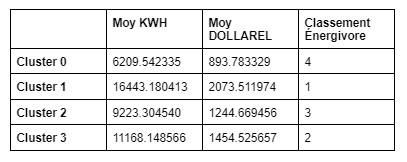 Moy KWH Moy DOLLAREL Classement Énergivore
Cluster 0 6209.542335 893.783329 4
Cluster 1 16443.180413 2073.511974 1
Cluster 2 9223.304540 1244.669456 3
Cluster 3 11168.148566 1454.525657 2